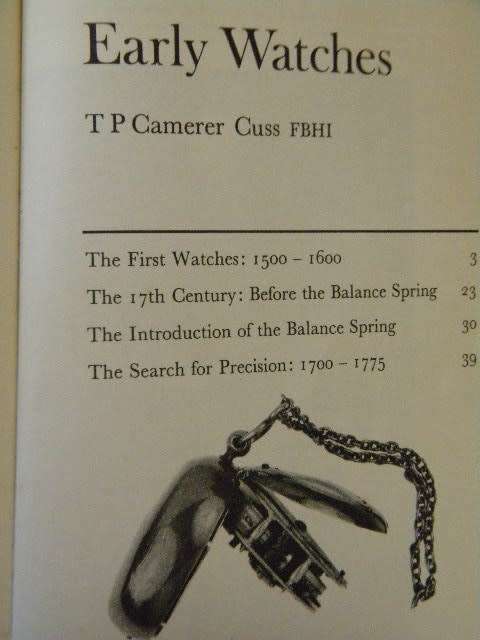 Early Watches
T P Camerer Cuss FBHI
The First Watches: 1500 – 1600 3
The 17th Century: Before the Balance Spring 23
The Introduction of the Balance Spring 30
The Search for Precision: 1700 – 1775 39